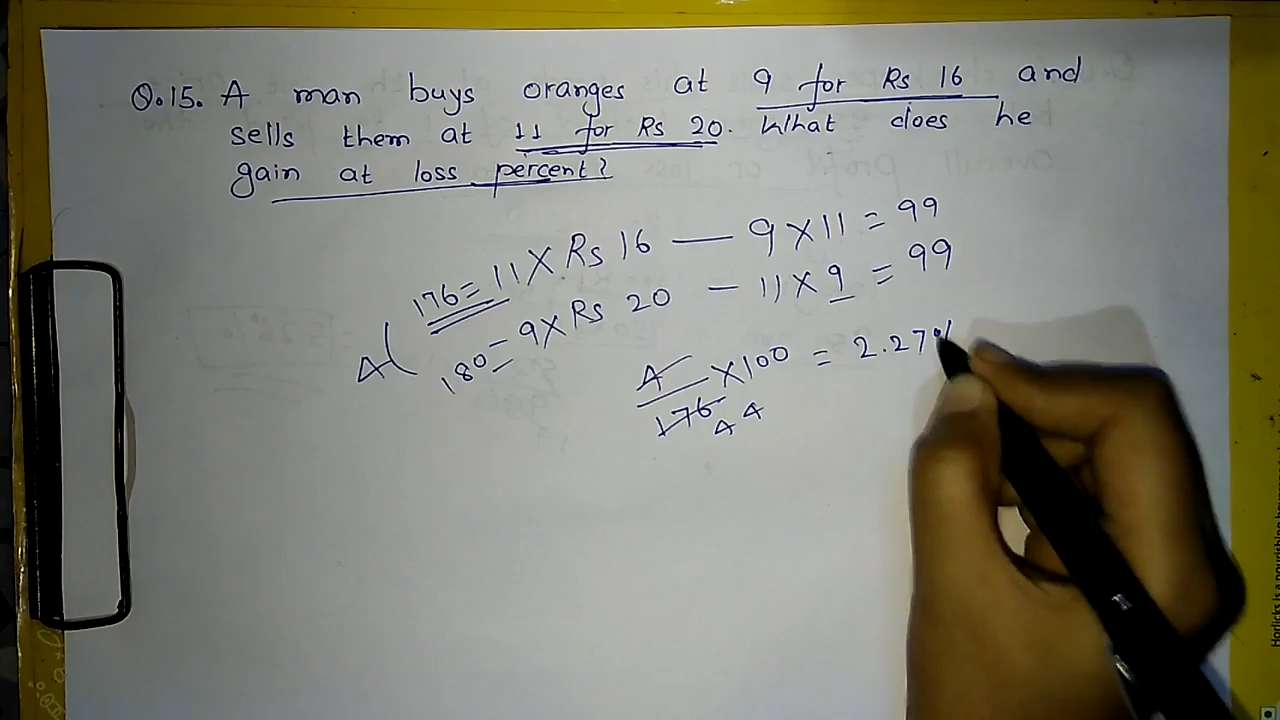 Q.15. A man buys oranges at 9 for Rs 16 and
sells them at 11 for Rs 20. What does he
gain at loss percent?
176 = 11 X Rs 16 — 9 X 11 = 99
180 = 9 X Rs 20 - 11 X 9 = 99
4
4/176 X 100 = 2.27%
44